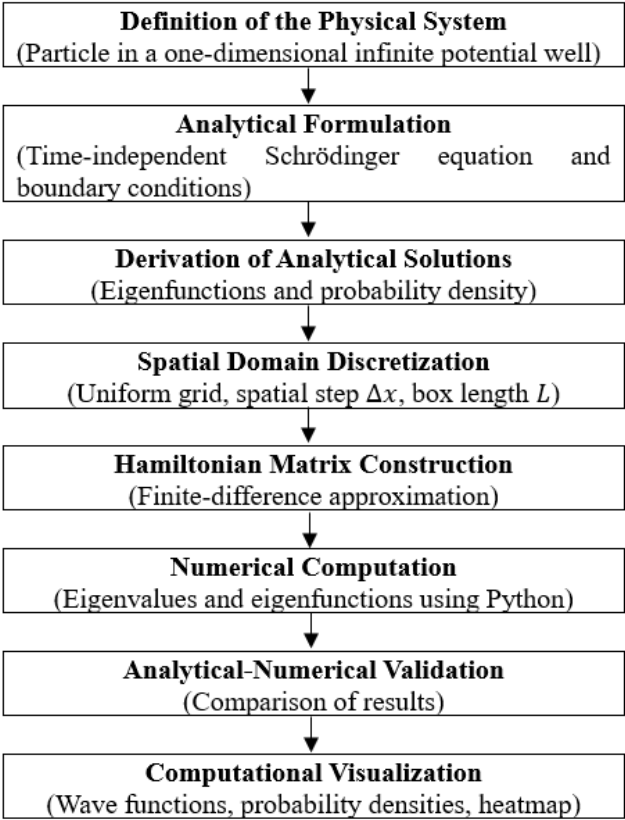 Definition of the Physical System
(Particle in a one-dimensional infinite potential well)
Analytical Formulation
(Time-independent Schrödinger equation and
boundary conditions)
Derivation of Analytical Solutions
(Eigenfunctions and probability density)
Spatial Domain Discretization
(Uniform grid, spatial step Δx, box length L)
Hamiltonian Matrix Construction
(Finite-difference approximation)
Numerical Computation
(Eigenvalues and eigenfunctions using Python)
Analytical-Numerical Validation
(Comparison of results)
Computational Visualization
(Wave functions, probability densities, heatmap)